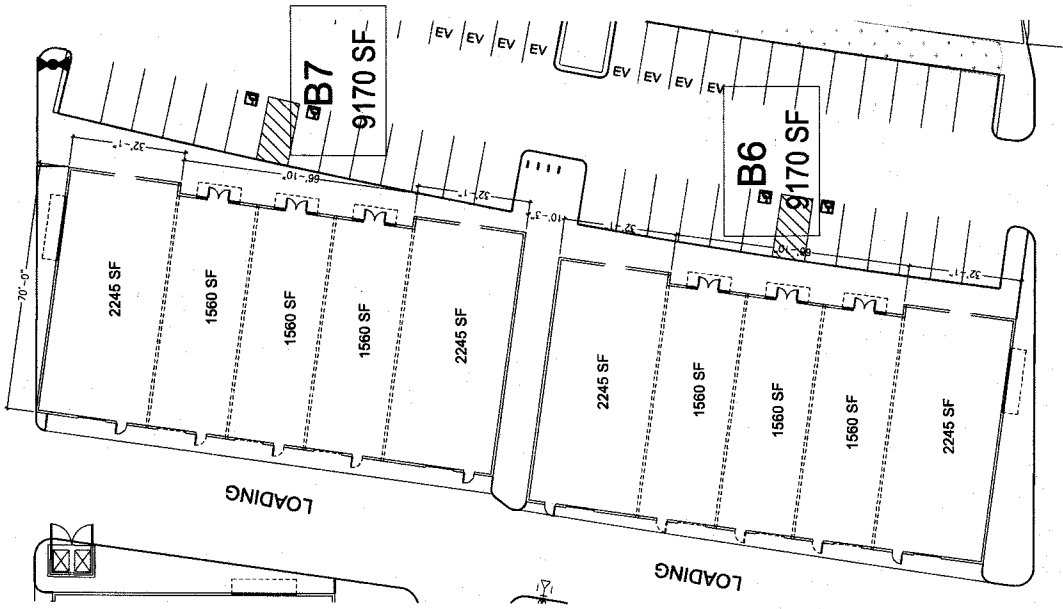 B7
9170 SF
EV
EV
EV
EV
EV
EV
EV
EV
B6
9170 SF
32'-1"
66'-10"
32'-1"
10'-3"
32'-1"
66'-10"
32'-1"
70'-0"
2245 SF
1560 SF
1560 SF
1560 SF
2245 SF
2245 SF
1560 SF
1560 SF
1560 SF
2245 SF
LOADING
LOADING